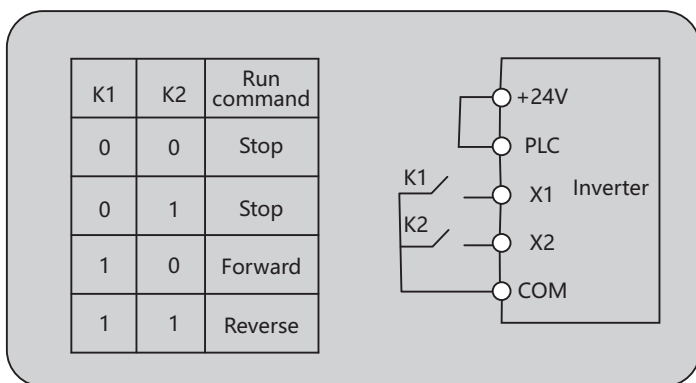 K1 K2 Run command
0 0 Stop
0 1 Stop
1 0 Forward
1 1 Reverse
+24V
PLC
K1
X1 Inverter
K2
X2
COM